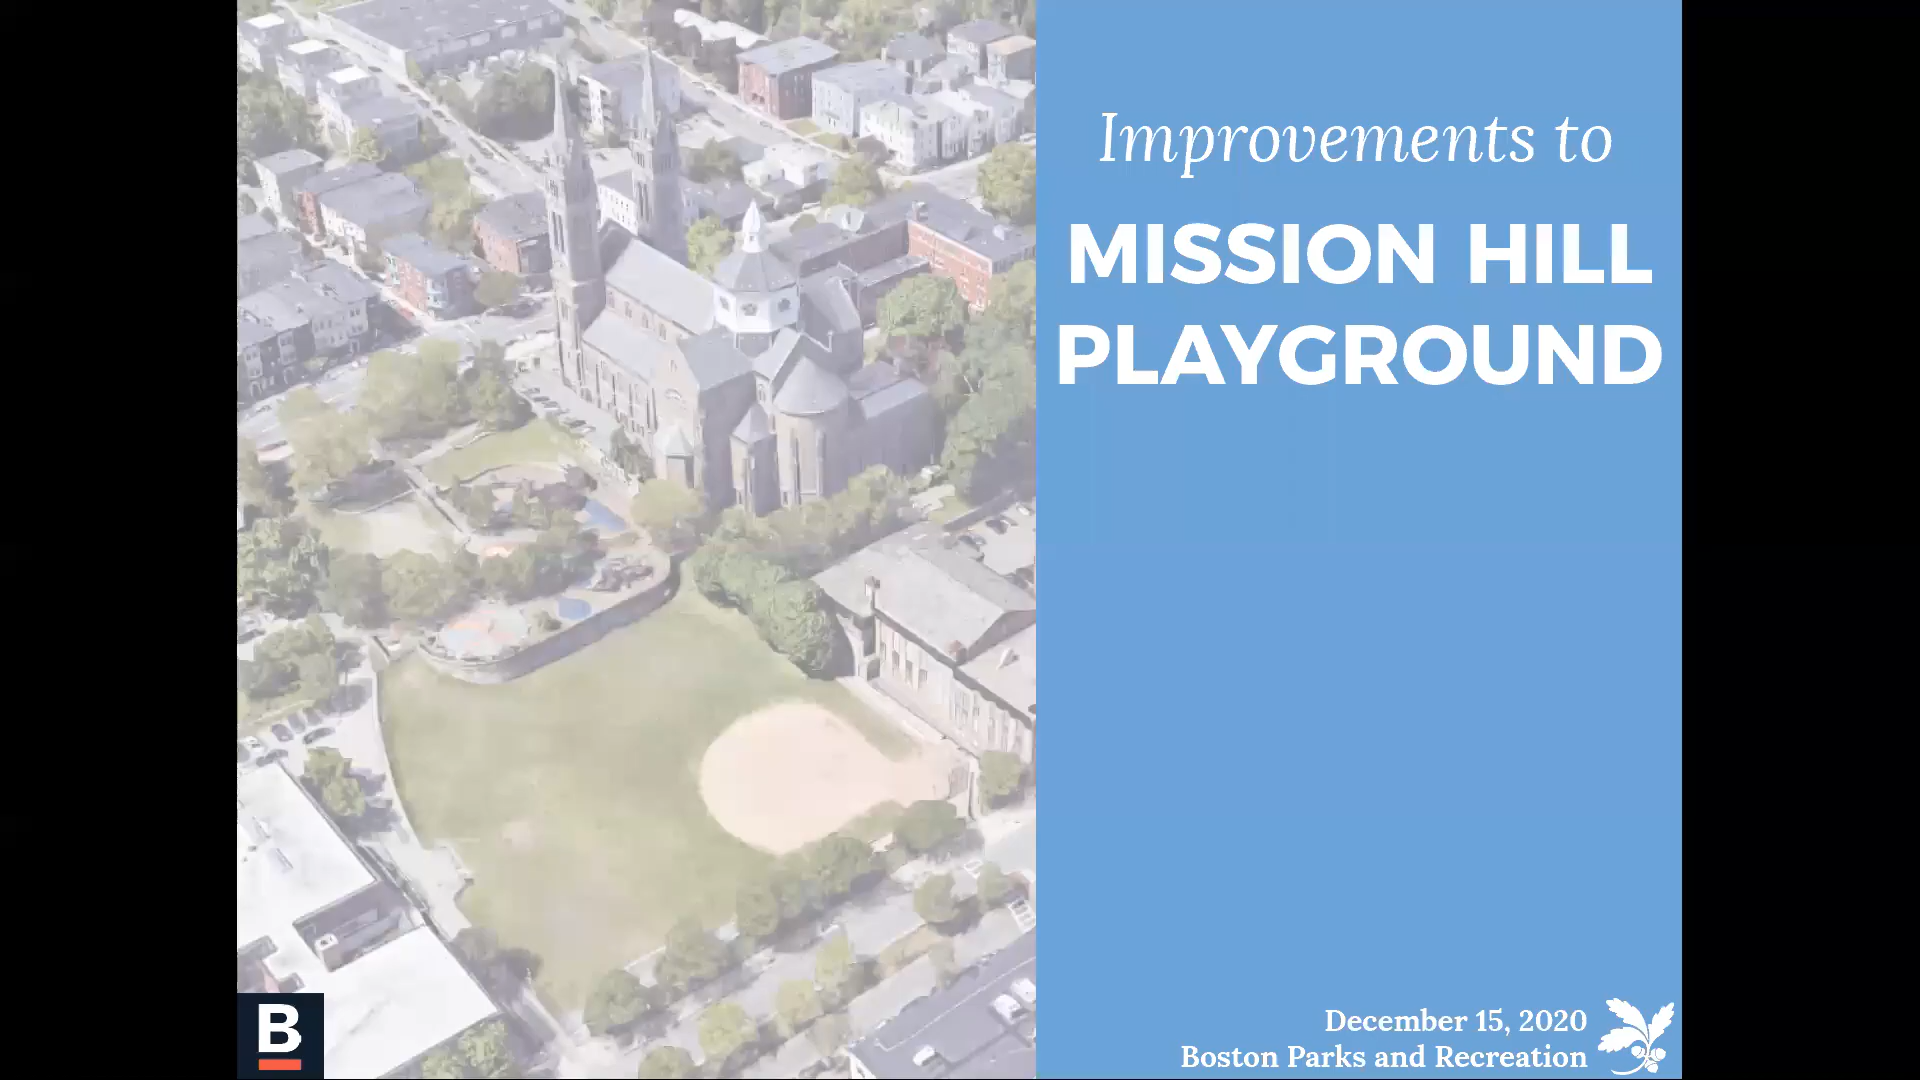 Improvements to
MISSION HILL
PLAYGROUND
B
December 15, 2020
Boston Parks and Recreation